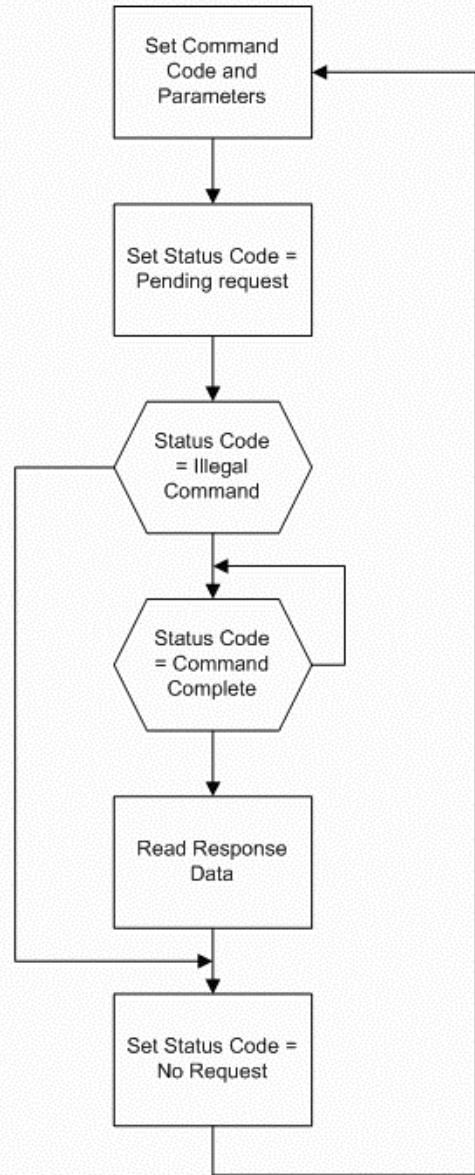 Set Command
Code and
Parameters
Set Status Code =
Pending request
Status Code
= Illegal
Command
Status Code
= Command
Complete
Read Response
Data
Set Status Code =
No Request